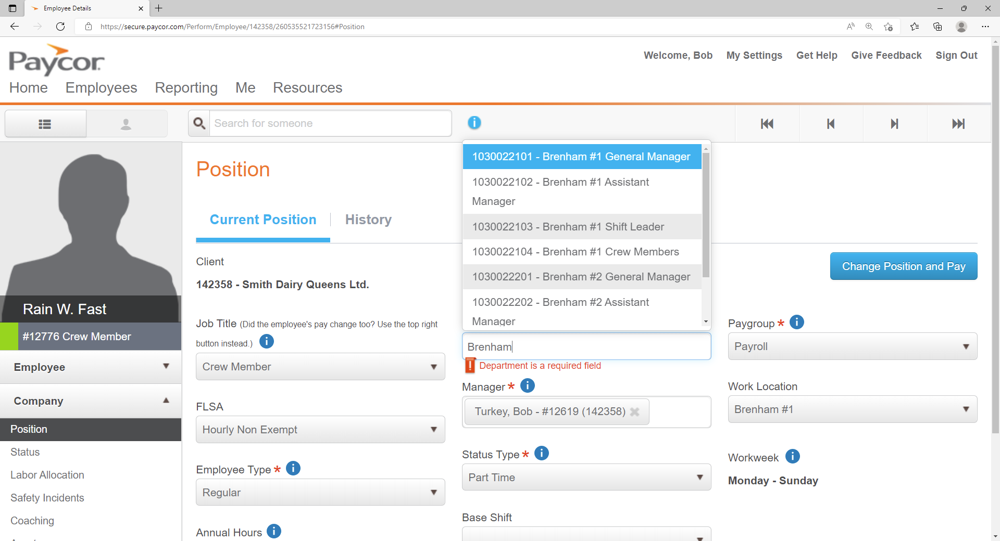 Employee Details
https://secure.paycor.com/Perform/Employee/142358/260535521723156#Position
Paycor
Welcome, Bob My Settings Get Help Give Feedback Sign Out
Home Employees Reporting Me Resources
Search for someone
Rain W. Fast
#12776 Crew Member
Employee
Company
Position
Status
Labor Allocation
Safety Incidents
Coaching
Position
Current Position History
Client
142358 - Smith Dairy Queens Ltd.
Change Position and Pay
Job Title (Did the employee's pay change too? Use the top right
button instead.)
Crew Member
FLSA
Hourly Non Exempt
Employee Type *
Regular
Annual Hours
1030022101 - Brenham #1 General Manager
1030022102 - Brenham #1 Assistant
Manager
1030022103 - Brenham #1 Shift Leader
1030022104 - Brenham #1 Crew Members
1030022201 - Brenham #2 General Manager
1030022202 - Brenham #2 Assistant
Manager
Brenham
Department is a required field
Manager *
Turkey, Bob - #12619 (142358)
Status Type *
Part Time
Base Shift
Paygroup *
Payroll
Work Location
Brenham #1
Workweek
Monday - Sunday